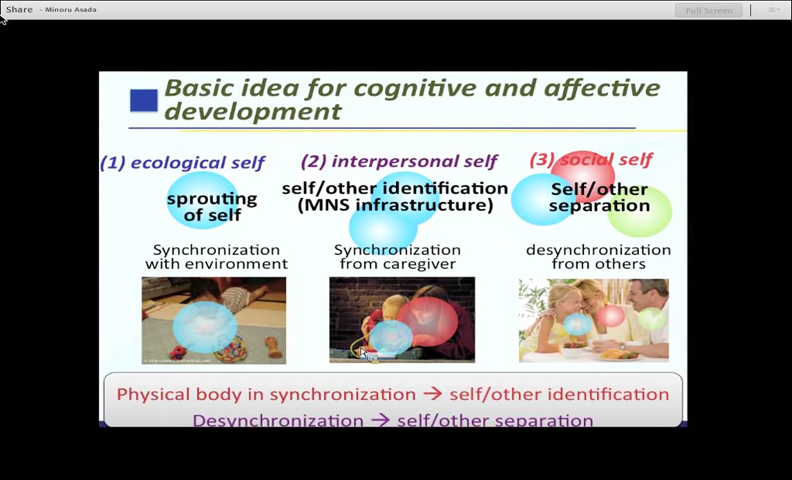 Share - Minoru Asada
Full Screen
Basic idea for cognitive and affective
development
(1) ecological self
sprouting
of self
Synchronization
with environment
(2) interpersonal self
self/other identification
(MNS infrastructure)
Synchronization
from caregiver
(3) social self
Self/other
separation
desynchronization
from others
Physical body in synchronization → self/other identification
Desynchronization → self/other separation